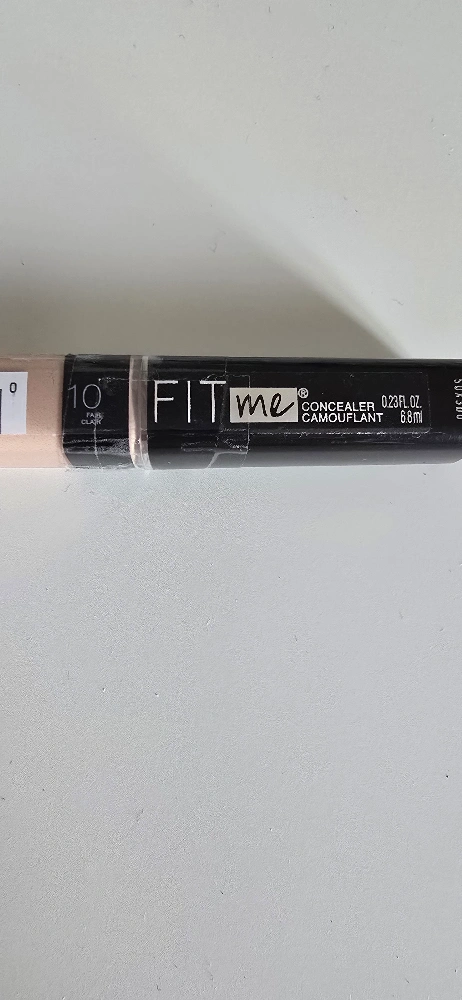 10
FAIR
CLAIR
FIT me®
CONCEALER
CAMOUFLANT
0.23 FL. OZ.
6.8 ml